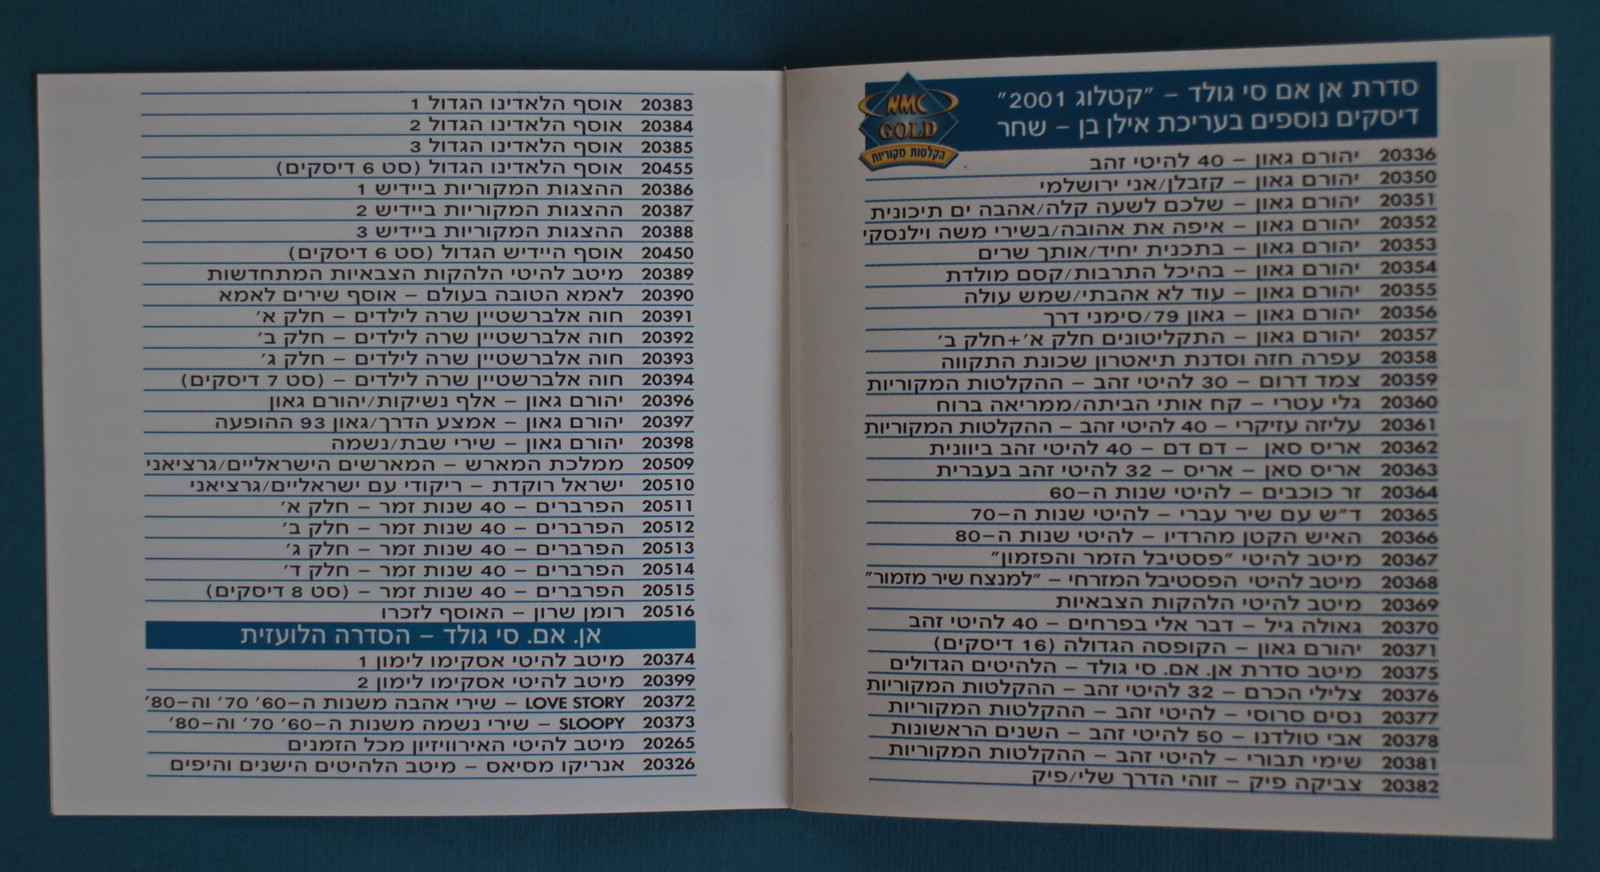 סדרת אן אם סי גולד – "קטלוג 2001"
דיסקים נוספים בעריכת אילן בן – שחר
NMC
GOLD
הקלטות מקוריות
20336 יהורם גאון – 40 להיטי זהב
20350 יהורם גאון – קזבלן/אני ירושלמי
20351 יהורם גאון – שלכם לשעה קלה/אהבה ים תיכונית
20352 יהורם גאון – איפה את אהובה/בשירי משה וילנסקי
20353 יהורם גאון – בתכנית יחיד/אותך שרים
20354 יהורם גאון – בהיכל התרבות/קסם מולדת
20355 יהורם גאון – עוד לא אהבתי/שמש עולה
20356 יהורם גאון – גאון 79/סימני דרך
20357 יהורם גאון – התקליטונים חלק א'+חלק ב'
20358 עפרה חזה וסדנת תיאטרון שכונת התקווה
20359 צמד דרום – 30 להיטי זהב – ההקלטות המקוריות
20360 גלי עטרי – קח אותי הביתה/ממריאה ברוח
20361 עליזה עזיקרי – 40 להיטי זהב – ההקלטות המקוריות
20362 אריס סאן – דם דם – 40 להיטי זהב ביוונית
20363 אריס סאן – אריס – 32 להיטי זהב בעברית
20364 זר כוכבים – להיטי שנות ה–60
20365 ד"ש עם שיר עברי – להיטי שנות ה–70
20366 האיש הקטן מהרדיו – להיטי שנות ה–80
20367 מיטב להיטי "פסטיבל הזמר והפזמון"
20368 מיטב להיטי הפסטיבל המזרחי – "למנצח שיר מזמור"
20369 מיטב להיטי הלהקות הצבאיות
20370 גאולה גיל – דבר אלי בפרחים – 40 להיטי זהב
20371 יהורם גאון – הקופסה הגדולה (16 דיסקים)
20375 מיטב סדרת אן. אם. סי גולד – הלהיטים הגדולים
20376 צלילי הכרם – 32 להיטי זהב – ההקלטות המקוריות
20377 נסים סרוסי – להיטי זהב – ההקלטות המקוריות
20378 אבי טולדנו – 50 להיטי זהב – השנים הראשונות
20381 שימי תבורי – להיטי זהב – ההקלטות המקוריות
20382 צביקה פיק – זוהי הדרך שלי/פיק
20383 אוסף הלאדינו הגדול 1
20384 אוסף הלאדינו הגדול 2
20385 אוסף הלאדינו הגדול 3
20455 אוסף הלאדינו הגדול (סט 6 דיסקים)
20386 ההצגות המקוריות ביידיש 1
20387 ההצגות המקוריות ביידיש 2
20388 ההצגות המקוריות ביידיש 3
20450 אוסף היידיש הגדול (סט 6 דיסקים)
20389 מיטב להיטי הלהקות הצבאיות המתחדשות
20390 לאמא הטובה בעולם – אוסף שירים לאמא
20391 חוה אלברשטיין שרה לילדים – חלק א'
20392 חוה אלברשטיין שרה לילדים – חלק ב'
20393 חוה אלברשטיין שרה לילדים – חלק ג'
20394 חוה אלברשטיין שרה לילדים – (סט 7 דיסקים)
20396 יהורם גאון – אלף נשיקות/יהורם גאון
20397 יהורם גאון – אמצע הדרך/גאון 93 ההופעה
20398 יהורם גאון – שירי שבת/נשמה
20509 ממלכת המארש – המארשים הישראליים/גרציאני
20510 ישראל רוקדת – ריקודי עם ישראליים/גרציאני
20511 הפרברים – 40 שנות זמר – חלק א'
20512 הפרברים – 40 שנות זמר – חלק ב'
20513 הפרברים – 40 שנות זמר – חלק ג'
20514 הפרברים – 40 שנות זמר – חלק ד'
20515 הפרברים – 40 שנות זמר – (סט 8 דיסקים)
20516 רומן שרון – האוסף לזכרו
אן. אם. סי גולד – הסדרה הלועזית
20374 מיטב להיטי אסקימו לימון 1
20399 מיטב להיטי אסקימו לימון 2
20372 LOVE STORY – שירי אהבה משנות ה–60' 70' וה–80'
20373 SLOOPY – שירי נשמה משנות ה–60' 70' וה–80'
20265 מיטב להיטי האירוויזיון מכל הזמנים
20326 אנריקו מסיאס – מיטב הלהיטים הישנים והיפים